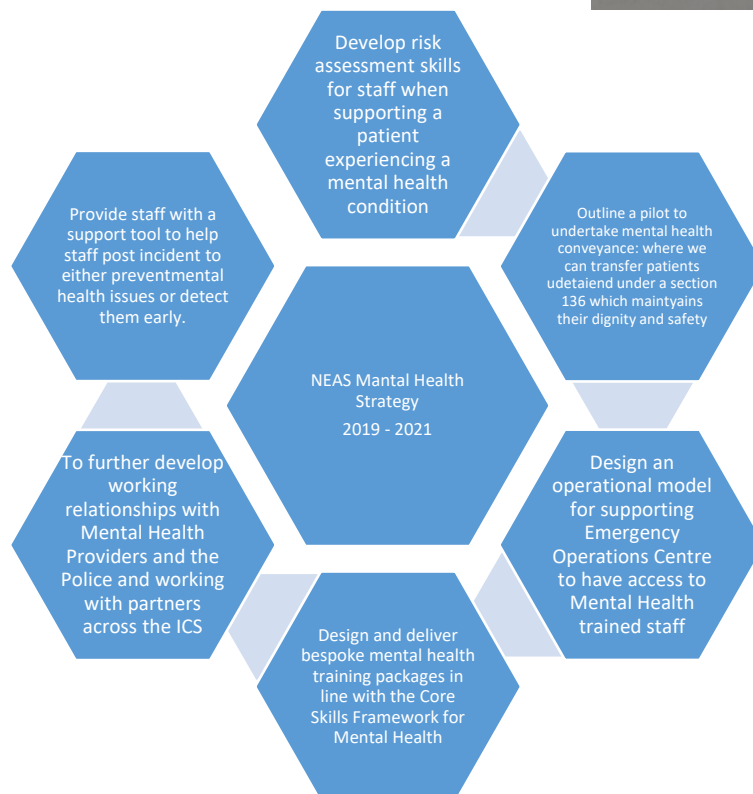 Develop risk
assessment skills
for staff when
supporting a
patient
experiencing a
mental health
condition
Outline a pilot to
undertake mental health
conveyance: where we
can transfer patients
udetaiend under a section
136 which maintyains
their dignity and safety
Design an
operational model
for supporting
Emergency
Operations Centre
to have access to
Mental Health
trained staff
Design and deliver
bespoke mental health
training packages in
line with the Core
Skills Framework for
Mental Health
To further develop
working
relationships with
Mental Health
Providers and the
Police and working
with partners
across the ICS
Provide staff with a
support tool to help
staff post incident to
either preventmental
health issues or detect
them early.
NEAS Mantal Health
Strategy
2019 - 2021